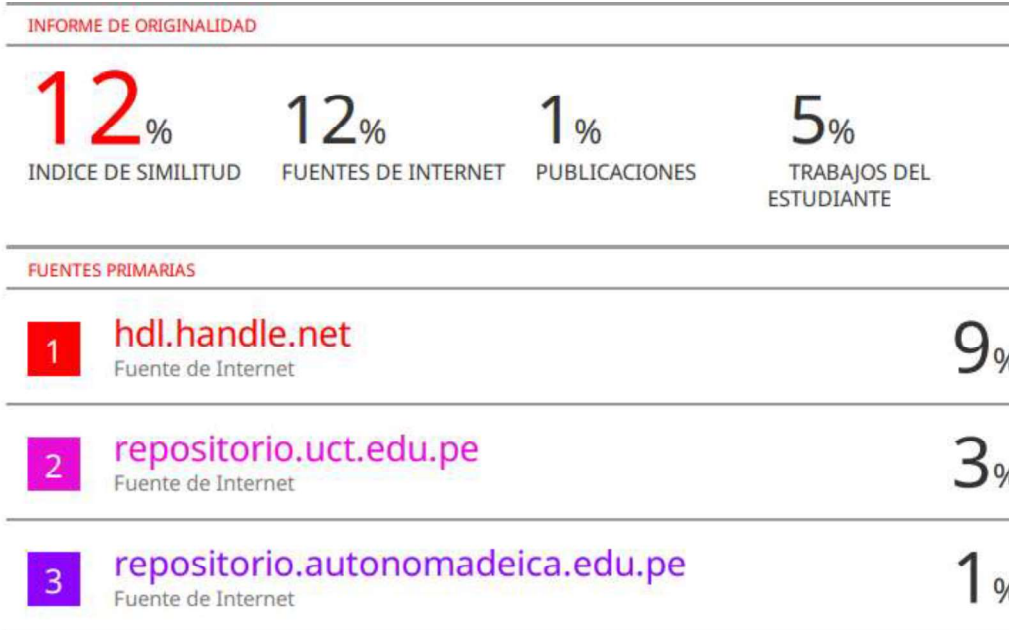 INFORME DE ORIGINALIDAD
12% 12% 1% 5%
INDICE DE SIMILITUD FUENTES DE INTERNET PUBLICACIONES TRABAJOS DEL
ESTUDIANTE
FUENTES PRIMARIAS
1 hdl.handle.net 9%
Fuente de Internet
2 repositorio.uct.edu.pe 3%
Fuente de Internet
3 repositorio.autonomadeica.edu.pe 1%
Fuente de Internet